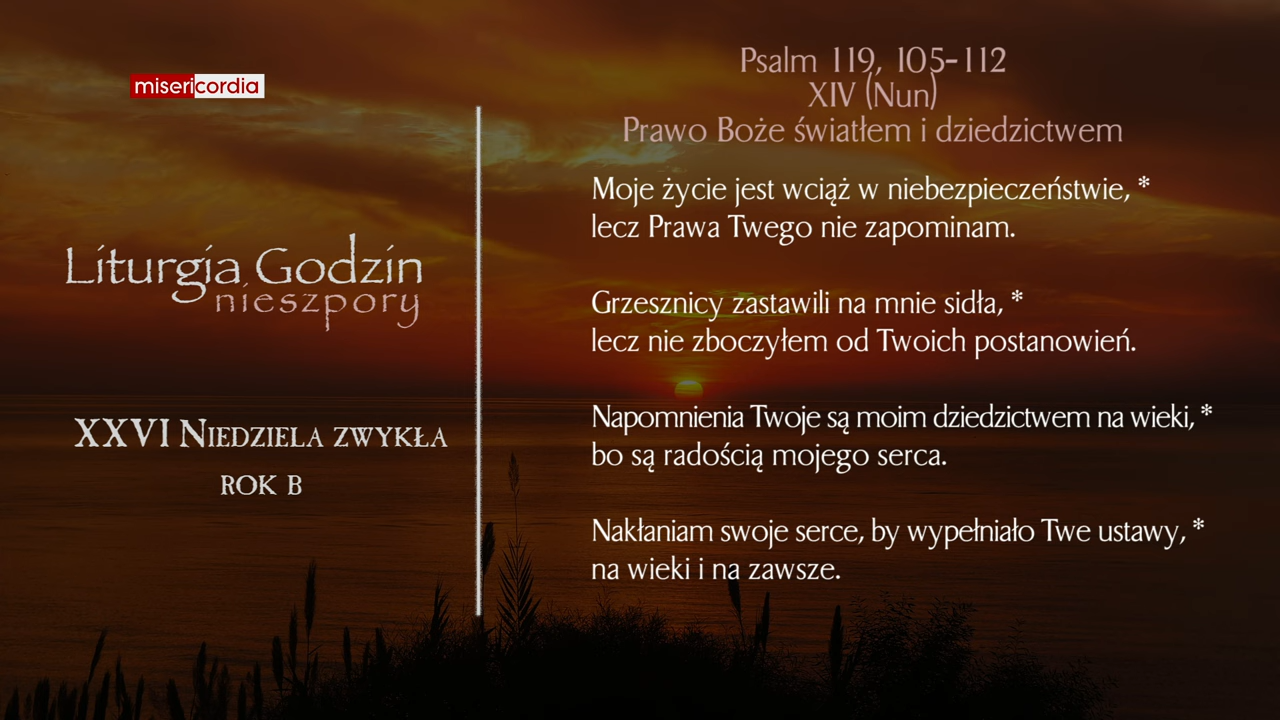 misericordia
Liturgia Godzin
nieszpory
XXVI Niedziela zwykła
rok B
Psalm 119, 105-112
XIV (Nun)
Prawo Boże światłem i dziedzictwem
Moje życie jest wciąż w niebezpieczeństwie, *
lecz Prawa Twego nie zapominam.
Grzesznicy zastawili na mnie sidła, *
lecz nie zboczyłem od Twoich postanowień.
Napomnienia Twoje są moim dziedzictwem na wieki, *
bo są radością mojego serca.
Nakłaniam swoje serce, by wypełniało Twe ustawy, *
na wieki i na zawsze.